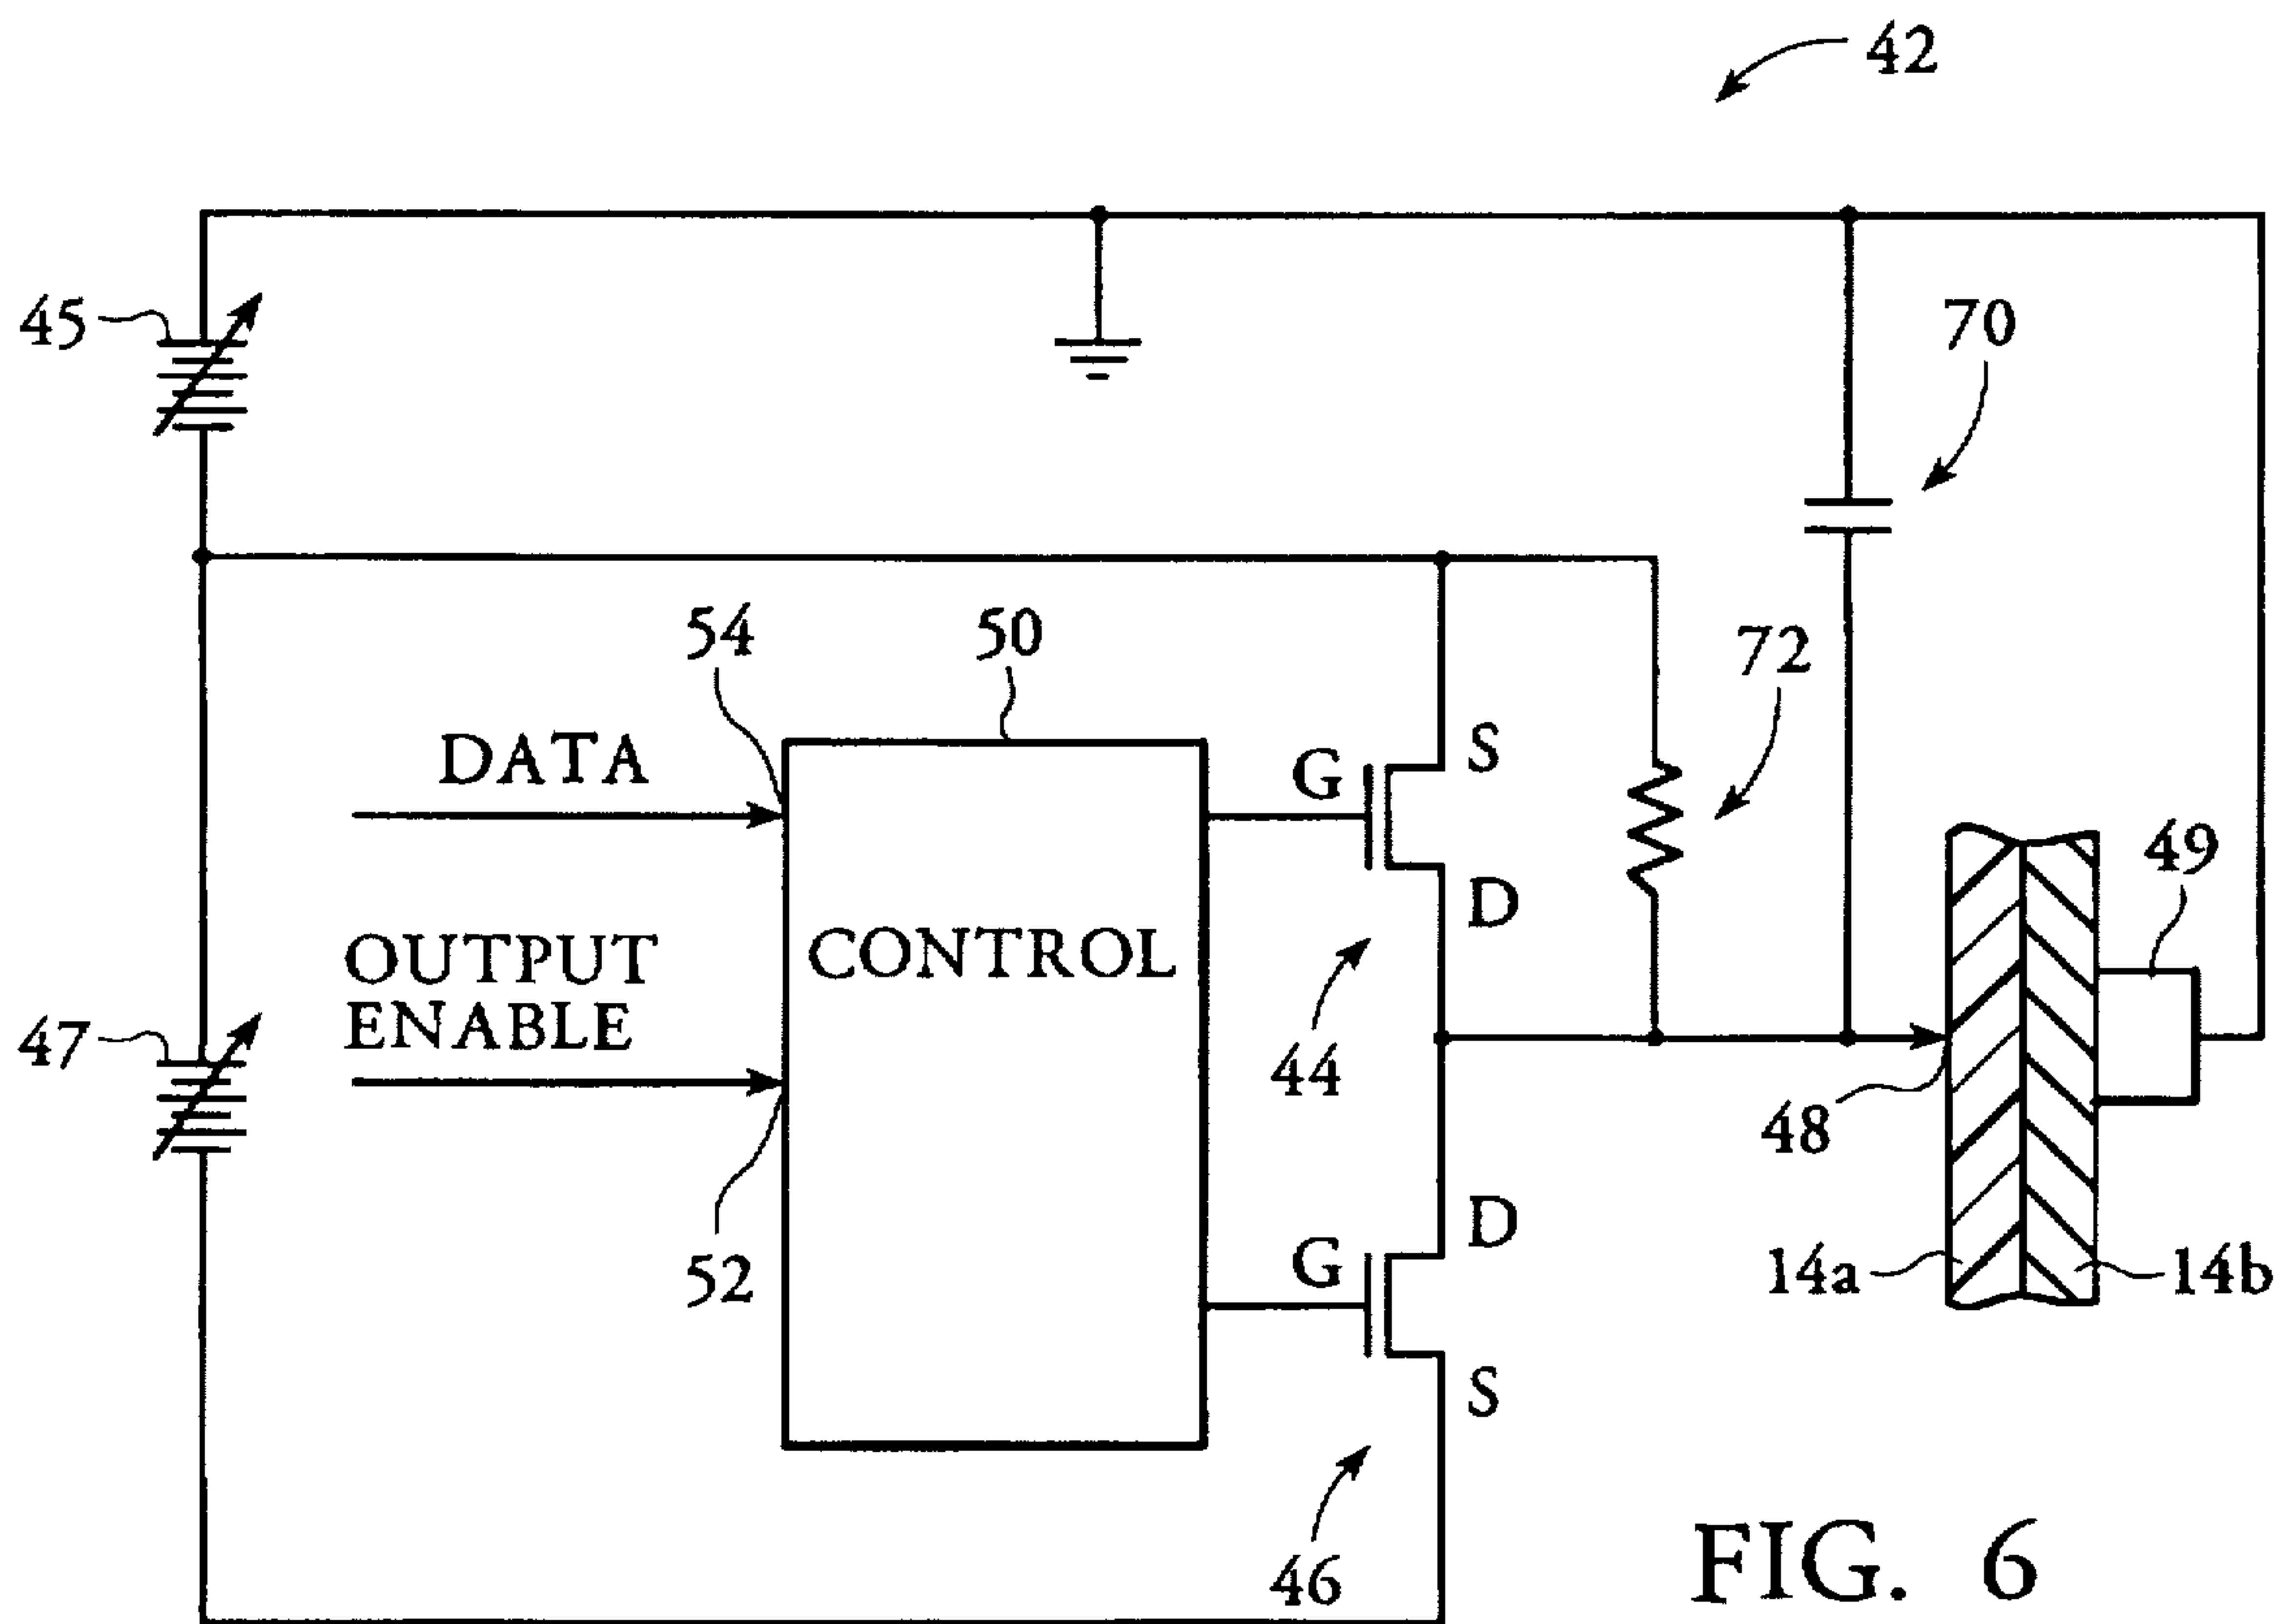 42
45
70
54
50
72
DATA
G
S
49
D
OUTPUT
ENABLE
CONTROL
47
44
48
52
G
D
14a
14b
S
46
FIG. 6